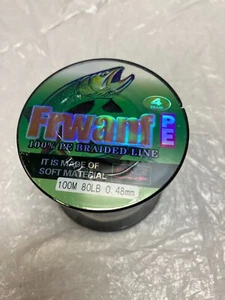 4
Frwanf PE
100% PE BRAIDED LINE
IT IS MADE OF
SOFT MATERIAL
100M 80LB 0.48mm